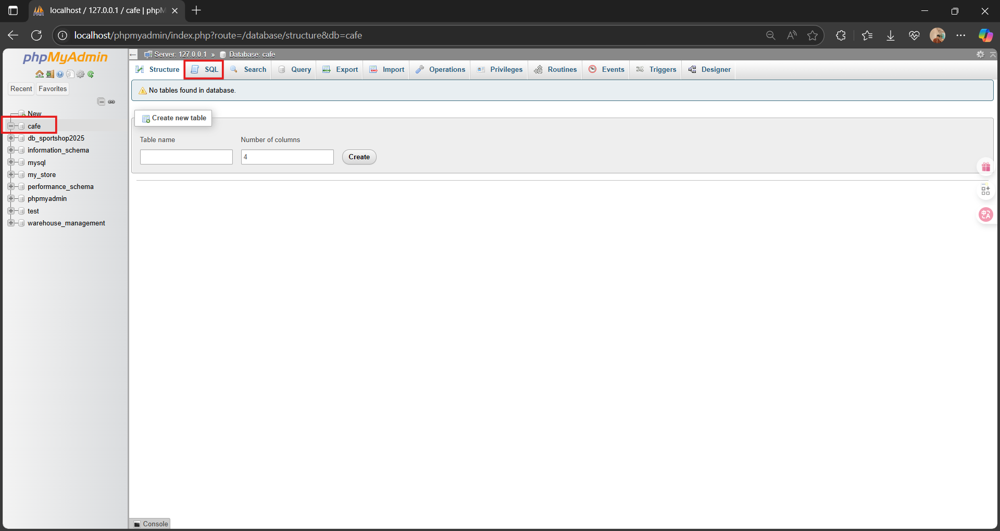 localhost / 127.0.0.1 / cafe | phpM
localhost/phpmyadmin/index.php?route=/database/structure&db=cafe
phpMyAdmin
Recent
Favorites
New
cafe
db_sportshop2025
information_schema
mysql
my_store
performance_schema
phpmyadmin
test
warehouse_management
Server: 127.0.0.1 » Database: cafe
Structure SQL Search Query Export Import Operations Privileges Routines Events Triggers Designer
No tables found in database.
Create new table
Table name Number of columns
4 Create
Console